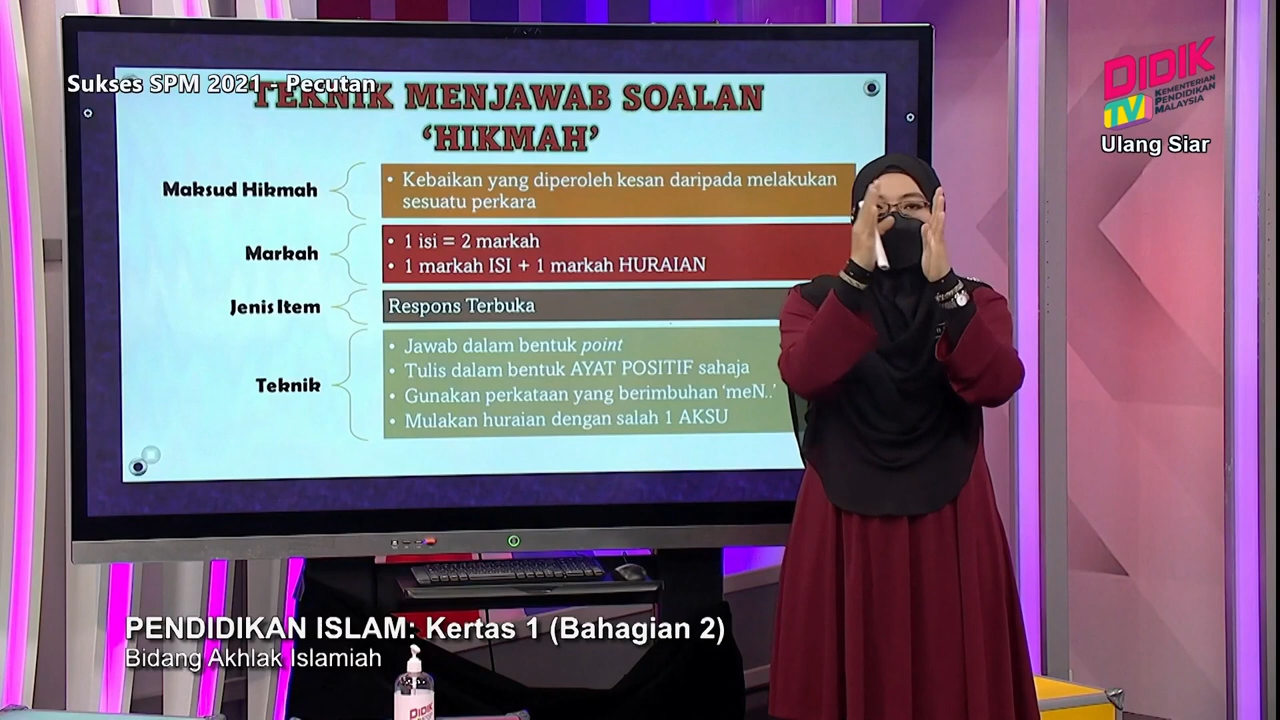 Sukses SPM 2021 - Pecutan
TEKNIK MENJAWAB SOALAN
‘HIKMAH’
Maksud Hikmah
• Kebaikan yang diperoleh kesan daripada melakukan
sesuatu perkara
Markah
• 1 isi = 2 markah
• 1 markah ISI + 1 markah HURAIAN
Jenis Item
Respons Terbuka
Teknik
• Jawab dalam bentuk point
• Tulis dalam bentuk AYAT POSITIF sahaja
• Gunakan perkataan yang berimbuhan ‘meN..’
• Mulakan huraian dengan salah 1 AKSU
DIDIK
TV
KEMENTERIAN
PENDIDIKAN
MALAYSIA
Ulang Siar
PENDIDIKAN ISLAM: Kertas 1 (Bahagian 2)
Bidang Akhlak Islamiah
DIDIK